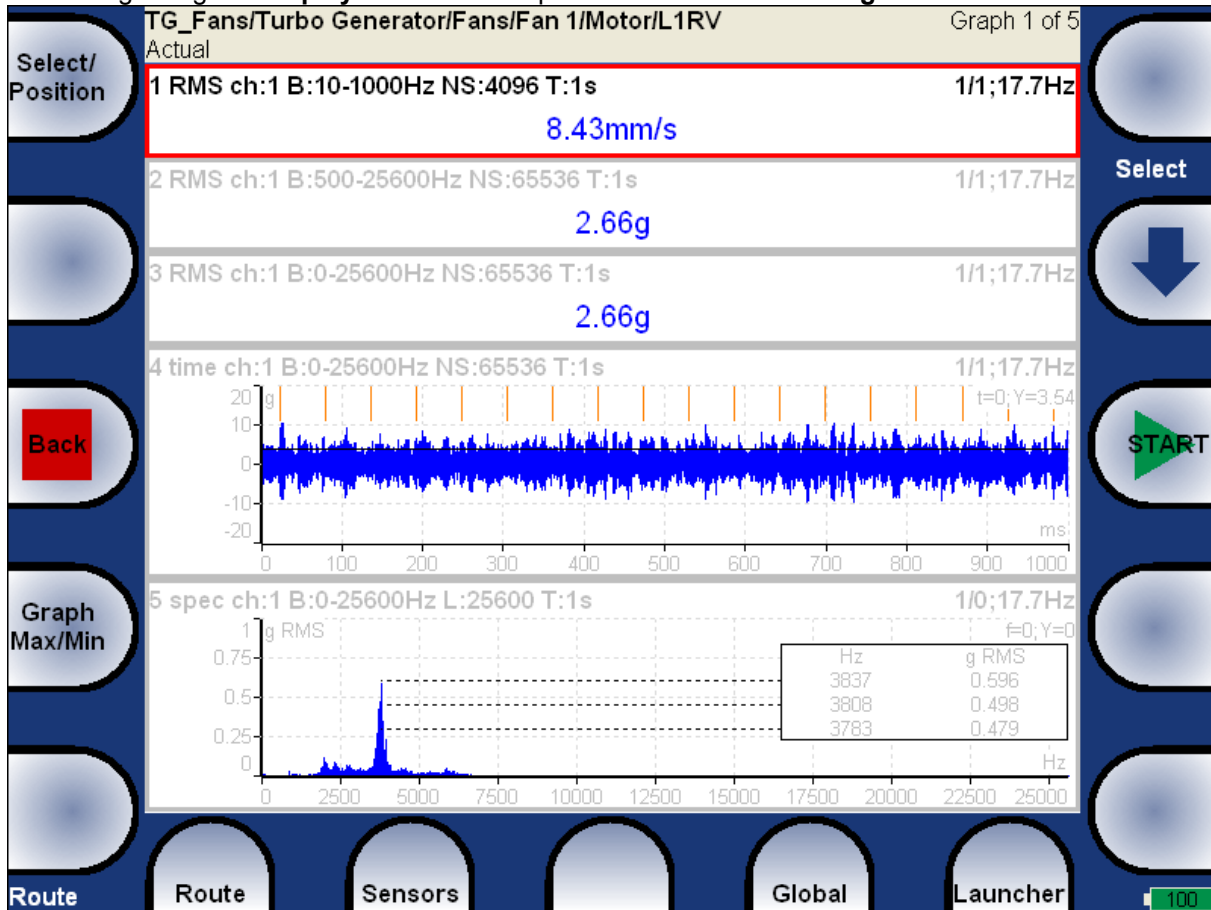 TG_Fans/Turbo Generator/Fans/Fan 1/Motor/L1RV Graph 1 of 5
Actual
Select/
Position
1 RMS ch:1 B:10-1000Hz NS:4096 T:1s 1/1;17.7Hz
8.43mm/s
2 RMS ch:1 B:500-25600Hz NS:65536 T:1s 1/1;17.7Hz
Select
2.66g
3 RMS ch:1 B:0-25600Hz NS:65536 T:1s 1/1;17.7Hz
2.66g
4 time ch:1 B:0-25600Hz NS:65536 T:1s 1/1;17.7Hz
20 g t=0;Y=3.54
10
Back
START
0
-10
-20 ms
0 100 200 300 400 500 600 700 800 900 1000
Graph
Max/Min
5 spec ch:1 B:0-25600Hz L:25600 T:1s 1/0;17.7Hz
1 g RMS f=0;Y=0
0.75 Hz g RMS
3837 0.596
0.5 3808 0.498
3783 0.479
0.25
0 Hz
0 2500 5000 7500 10000 12500 15000 17500 20000 22500 25000
Route
Route Sensors Global Launcher
100